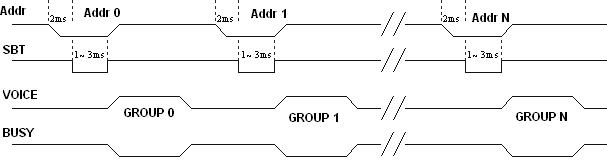 Addr 2ms Addr 0 2ms Addr 1 2ms Addr N
SBT 1~3ms 1~3ms 1~3ms
VOICE
GROUP 0 GROUP 1 GROUP N
BUSY